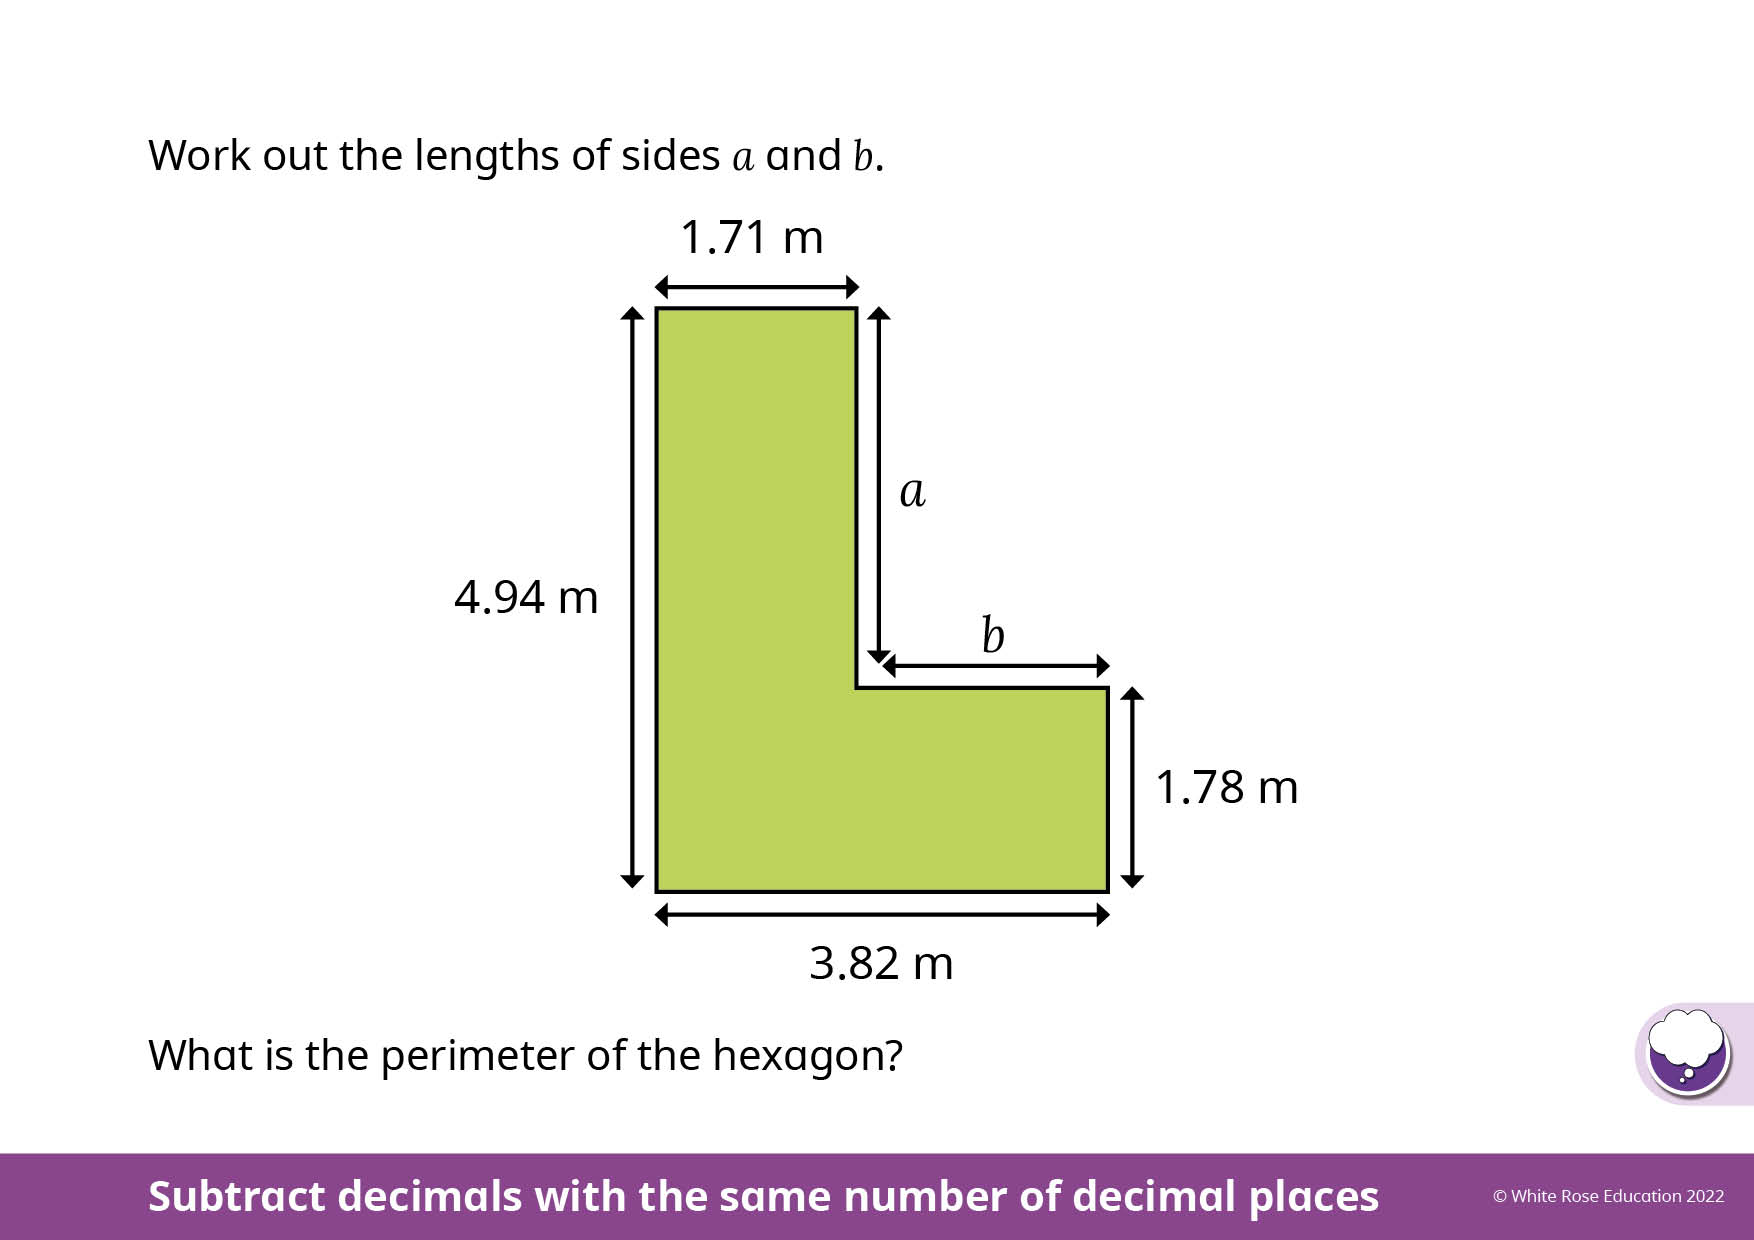 Work out the lengths of sides a and b.
1.71 m
a
4.94 m
b
1.78 m
3.82 m
What is the perimeter of the hexagon?
Subtract decimals with the same number of decimal places
© White Rose Education 2022